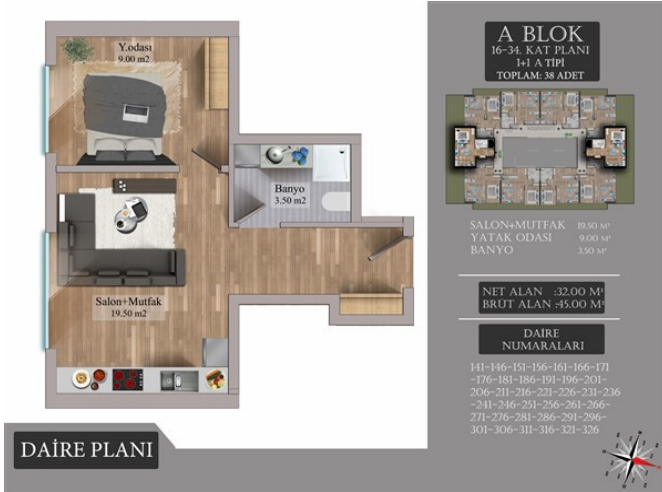 Y.odası
9.00 m2
Banyo
3.50 m2
Salon+Mutfak
19.50 m2
DAİRE PLANI
A BLOK
16-34. KAT PLANI
1+1 A TİPİ
TOPLAM: 38 ADET
SALON+MUTFAK 19.50 M²
YATAK ODASI 9.00 M²
BANYO 3.50 M²
NET ALAN :32.00 M²
BRÜT ALAN :45.00 M²
DAİRE
NUMARALARI
141-146-151-156-161-166-171
-176-181-186-191-196-201-
206-211-216-221-226-231-236
-241-246-251-256-261-266-
271-276-281-286-291-296-
301-306-311-316-321-326